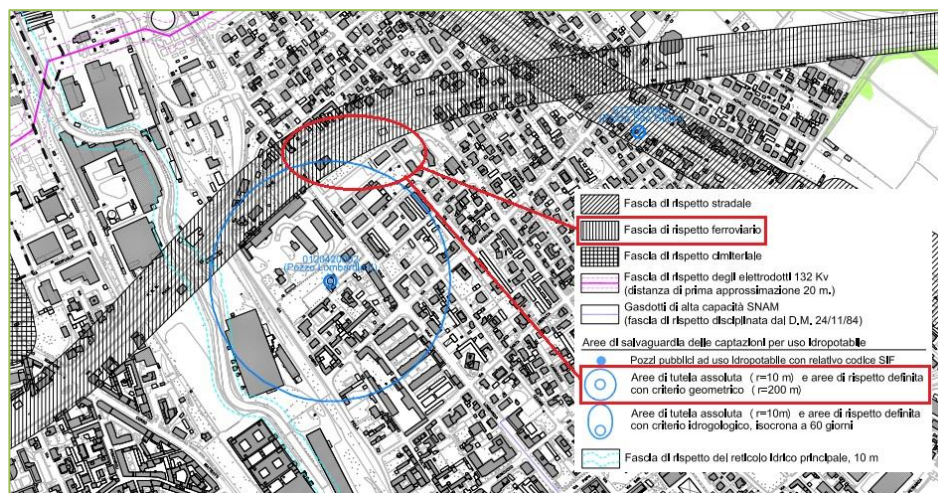 (Pozzo Lombardia)
Fascia di rispetto stradale
Fascia di rispetto ferroviario
Fascia di rispetto cimiteriale
Fascia di rispetto degli elettrodotti 132 Kv
(distanza di prima approssimazione 20 m.)
Gasdotti di alta capacità SNAM
(fascia di rispetto disciplinata dal D.M. 24/11/84)
Aree di salvaguardia delle captazioni per uso idropotabile
Pozzi pubblici ad uso idropotabile con relativo codice SIF
Aree di tutela assoluta (r=10 m) e aree di rispetto definita
con criterio geometrico (r=200 m)
Aree di tutela assoluta (r=10m) e aree di rispetto definita
con criterio idrogologico, isocrona a 60 giorni
Fascia di rispetto del reticolo idrico principale, 10 m